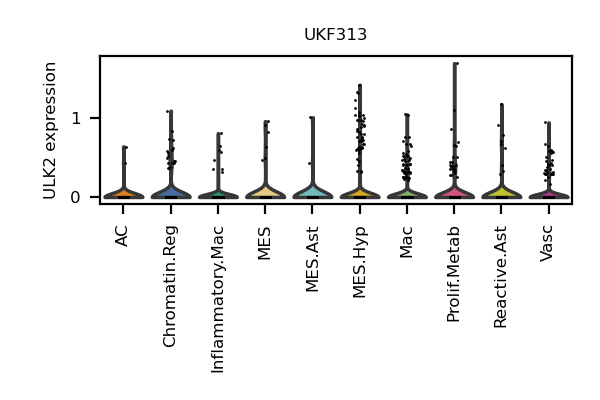 UKF313
ULK2 expression
1
0
AC
Chromatin.Reg
Inflammatory.Mac
MES
MES.Ast
MES.Hyp
Mac
Prolif.Metab
Reactive.Ast
Vasc